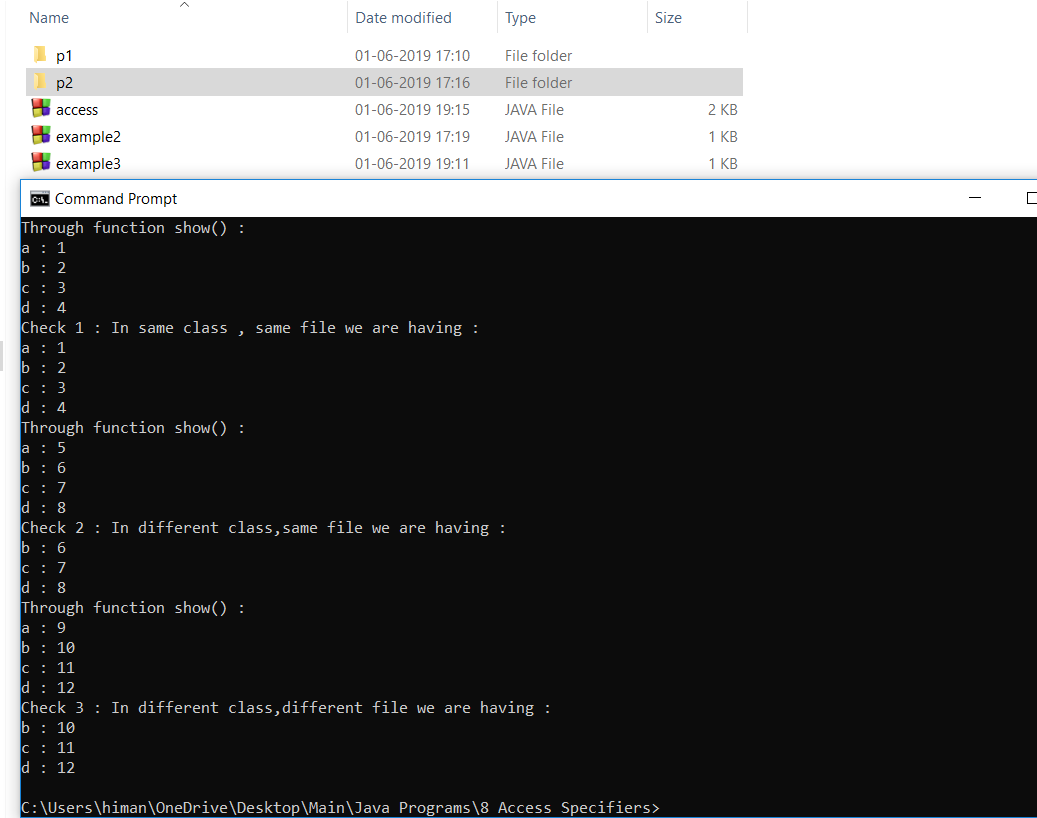 Name Date modified Type Size
p1 01-06-2019 17:10 File folder
p2 01-06-2019 17:16 File folder
access 01-06-2019 19:15 JAVA File 2 KB
example2 01-06-2019 17:19 JAVA File 1 KB
example3 01-06-2019 19:11 JAVA File 1 KB
C:\. Command Prompt
Through function show() :
a : 1
b : 2
c : 3
d : 4
Check 1 : In same class , same file we are having :
a : 1
b : 2
c : 3
d : 4
Through function show() :
a : 5
b : 6
c : 7
d : 8
Check 2 : In different class,same file we are having :
b : 6
c : 7
d : 8
Through function show() :
a : 9
b : 10
c : 11
d : 12
Check 3 : In different class,different file we are having :
b : 10
c : 11
d : 12
C:\Users\himan\OneDrive\Desktop\Main\Java Programs\8 Access Specifiers>